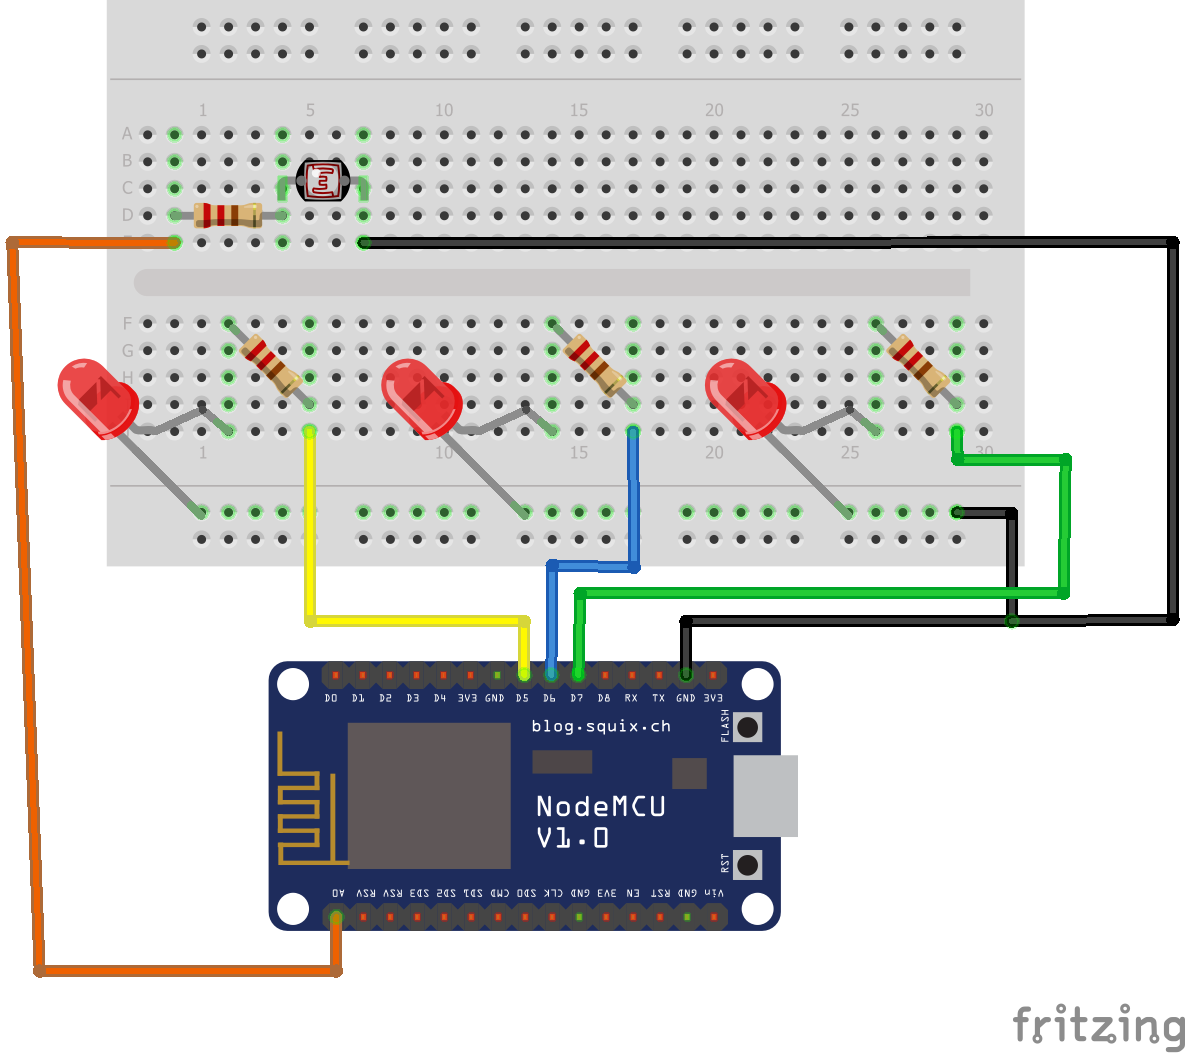 1 5 10 15 20 25 30
A
B
C
D
F
G
H
1 10 15 20 25 30
D0 D1 D2 D3 D4 3V3 GND D5 D6 D7 D8 RX TX GND 3V3
blog.squix.ch
FLASH
NodeMCU
V1.0
RST
A0 RSV RSV SD3 SD2 SD1 CMD SD0 CLK GND 3V3 EN RST GND Vin
fritzing